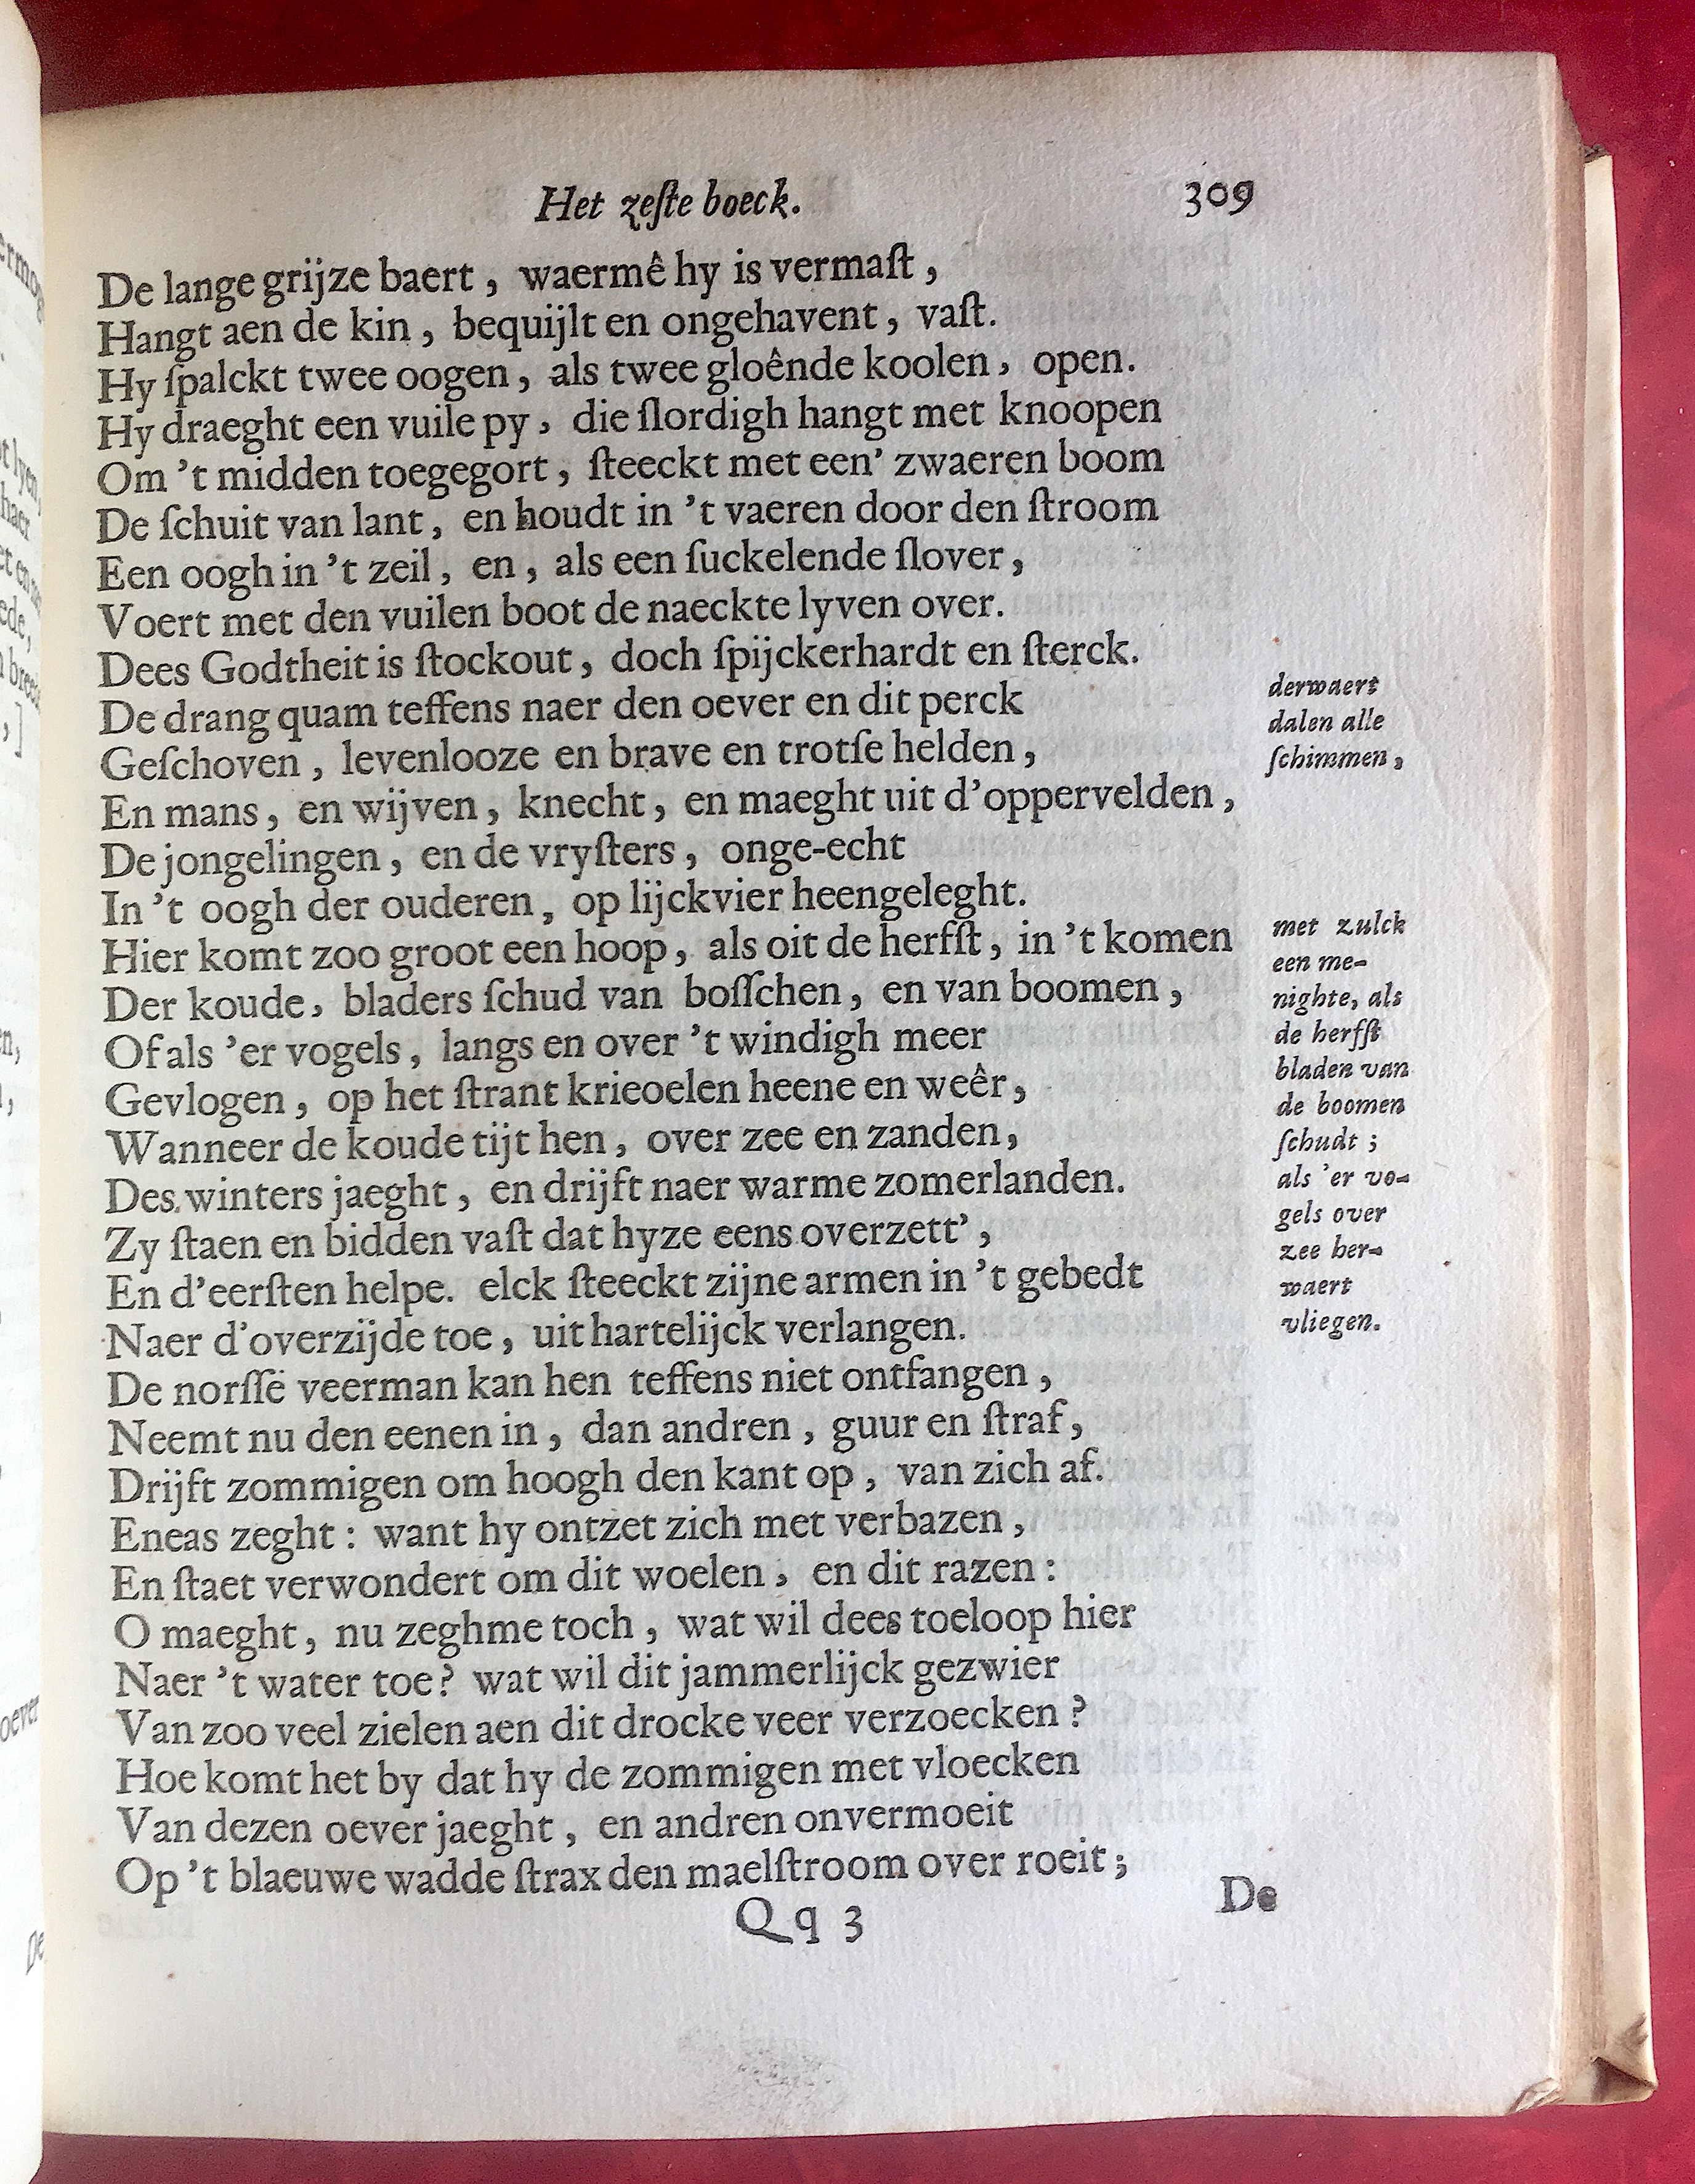 Het zeſte boeck. 309
De lange grijze baert, waermê hy is vermaſt,
Hangt aen de kin, bequijlt en ongehavent, vaſt.
Hy ſpalckt twee oogen, als twee gloênde koolen, open.
Hy draeght een vuile py, die ſlordigh hangt met knoopen
Om 't midden toegegort, ſteeckt met een' zwaeren boom
De ſchuit van lant, en houdt in 't vaeren door den ſtroom
Een oogh in 't zeil, en, als een ſuckelende ſlover,
Voert met den vuilen boot de naeckte lyven over.
Dees Godtheit is ſtockout, doch ſpijckerhardt en ſterck.
De drang quam teffens naer den oever en dit perck
Geſchoven, levenlooze en brave en trotſe helden,
En mans, en wijven, knecht, en maeght uit d'oppervelden,
De jongelingen, en de vryſters, onge-echt
In 't oogh der ouderen, op lijckvier heengeleght.
Hier komt zoo groot een hoop, als oit de herfſt, in 't komen
Der koude, bladers ſchud van boſſchen, en van boomen,
Of als 'er vogels, langs en over 't windigh meer
Gevlogen, op het ſtrant krieoelen heene en weêr,
Wanneer de koude tijt hen, over zee en zanden,
Des winters jaeght, en drijft naer warme zomerlanden.
Zy ſtaen en bidden vaſt dat hyze eens overzett',
En d'eerſten helpe. elck ſteeckt zijne armen in 't gebedt
Naer d'overzijde toe, uit hartelijck verlangen.
De norſſe veerman kan hen teffens niet ontfangen,
Neemt nu den eenen in, dan andren, guur en ſtraf,
Drijft zommigen om hoogh den kant op, van zich af.
Eneas zeght: want hy ontzet zich met verbazen,
En ſtaet verwondert om dit woelen, en dit razen:
O maeght, nu zeghme toch, wat wil dees toeloop hier
Naer 't water toe? wat wil dit jammerlijck gezwier
Van zoo veel zielen aen dit drocke veer verzoecken?
Hoe komt het by dat hy de zommigen met vloecken
Van dezen oever jaeght, en andren onvermoeit
Op 't blaeuwe wadde ſtrax den maelſtroom over roeit;
Qq 3 De
derwaert
dalen alle
ſchimmen,
met zulck
een me-
nighte, als
de herfſt
bladen van
de boomen
ſchudt;
als 'er vo-
gels over
zee her-
waert
vliegen.